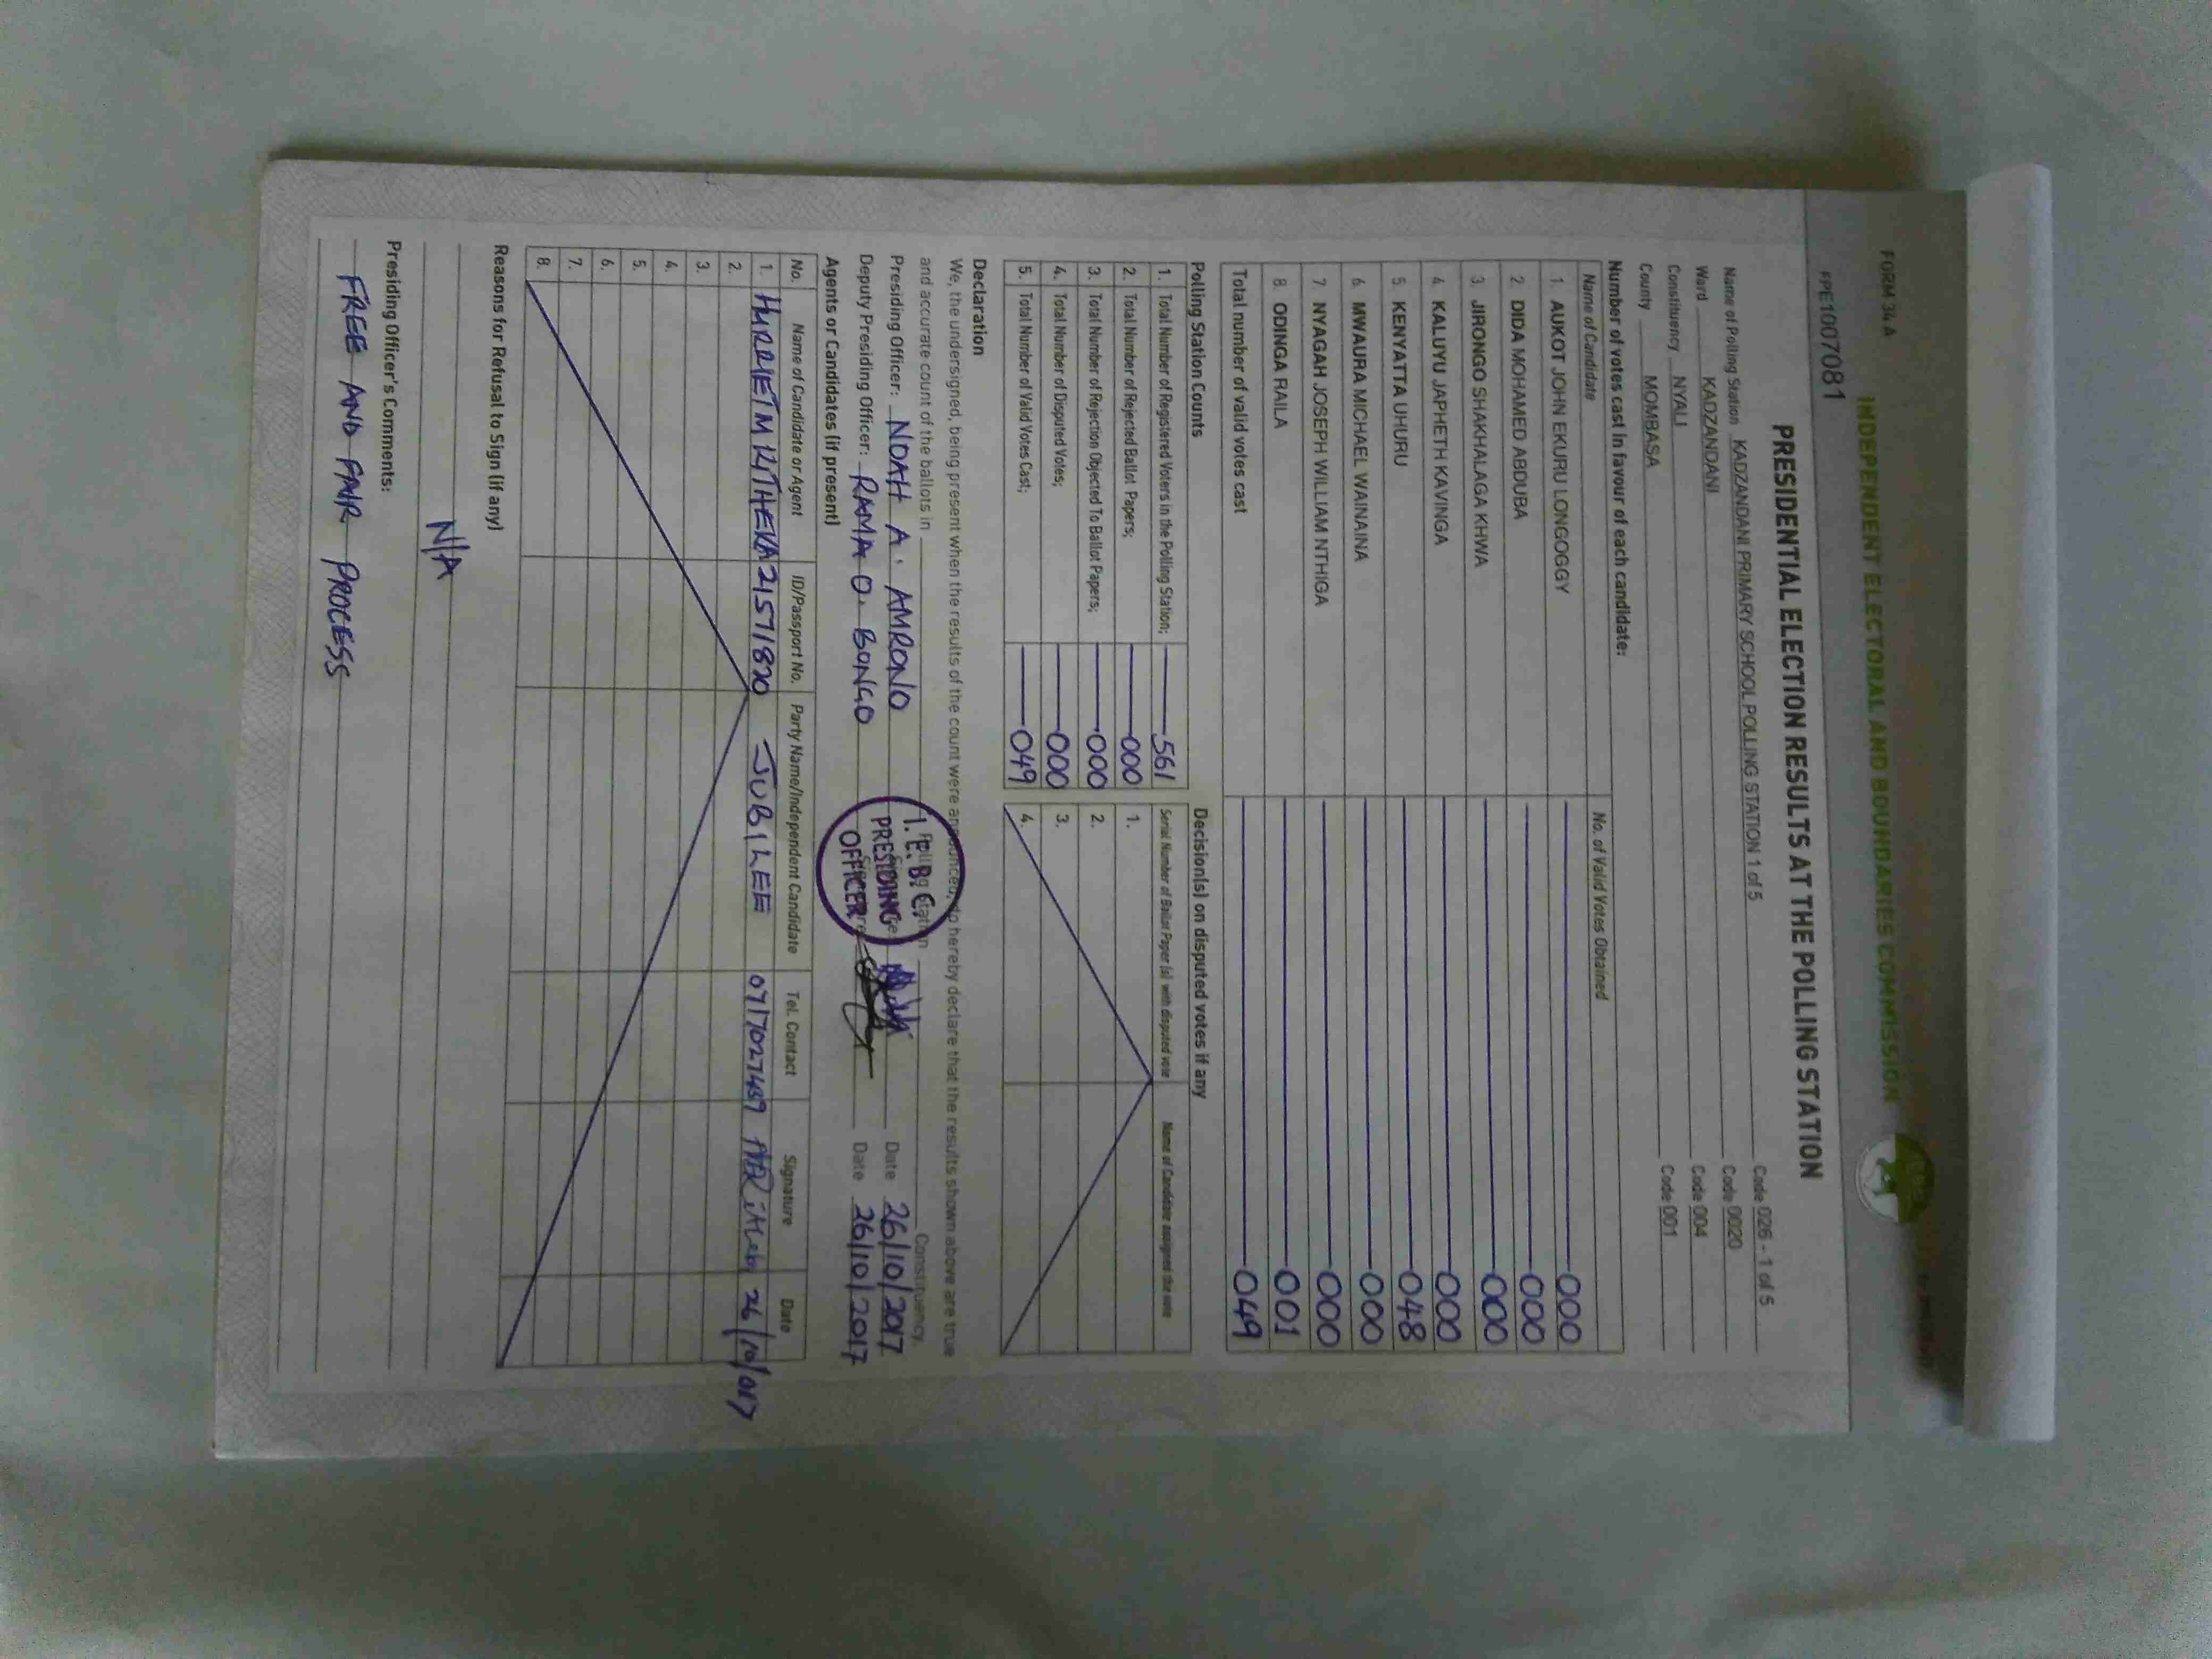 FORM 34 A
INDEPENDENT ELECTORAL AND BOUNDARIES COMMISSION
PPE1007081
PRESIDENTIAL ELECTION RESULTS AT THE POLLING STATION
Name of Polling Station KADZANDANI PRIMARY SCHOOL POLLING STATION 1 of 5 Code 026 - 1 of 5
Ward KADZANDANI Code 0020
Constituency NYALI Code 004
County MOMBASA Code 001
Number of votes cast in favour of each candidate:
Name of Candidate No. of Valid Votes Obtained
1 AUKOT JOHN EKURU LONGOGGY 000
2 DIDA MOHAMED ABDUBA 000
3. JIRONGO SHAKHALAGA KHWA 000
4 KALUYU JAPHETH KAVINGA 000
5. KENYATTA UHURU 048
6 MWAURA MICHAEL WAINAINA 000
7 NYAGAH JOSEPH WILLIAM NTHIGA 000
8. ODINGA RAILA 001
Total number of valid votes cast 049
Polling Station Counts
1. Total Number of Registered Voters in the Polling Station; 561
2. Total Number of Rejected Ballot Papers; 000
3. Total Number of Rejection Objected To Ballot Papers; 000
4. Total Number of Disputed Votes; 000
5. Total Number of Valid Votes Cast; 049
Decision(s) on disputed votes if any
Serial Number of Ballot Paper (s) with disputed vote Name of Candidate assigned the vote
1.
2.
3.
4.
Declaration
We, the undersigned, being present when the results of the count were announced, do hereby declare that the results shown above are true
and accurate count of the ballots in Polling Station Constituency.
Presiding Officer: NOAH A. AMRONO Date 26/10/2017
Deputy Presiding Officer: RAMA O. BONGO Date 26/10/2017
I.E.B.C.
PRESIDING
OFFICER
Agents or Candidates (if present)
No. Name of Candidate or Agent ID/Passport No. Party Name/Independent Candidate Tel. Contact Signature Date
1. HURRIET M KITHEKA 21571820 JUBILEE 0717027439 26/10/017
2.
3.
4.
5.
6.
7.
8.
Reasons for Refusal to Sign (if any)
N/A
Presiding Officer's Comments:
FREE AND FAIR PROCESS